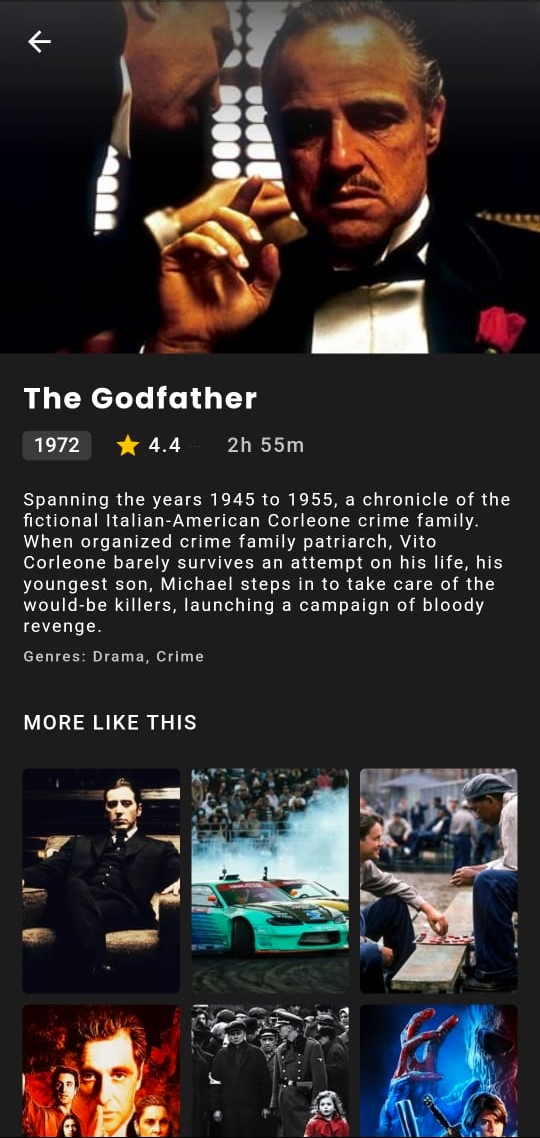 The Godfather
1972
4.4
2h 55m
Spanning the years 1945 to 1955, a chronicle of the
fictional Italian-American Corleone crime family.
When organized crime family patriarch, Vito
Corleone barely survives an attempt on his life, his
youngest son, Michael steps in to take care of the
would-be killers, launching a campaign of bloody
revenge.
Genres: Drama, Crime
MORE LIKE THIS